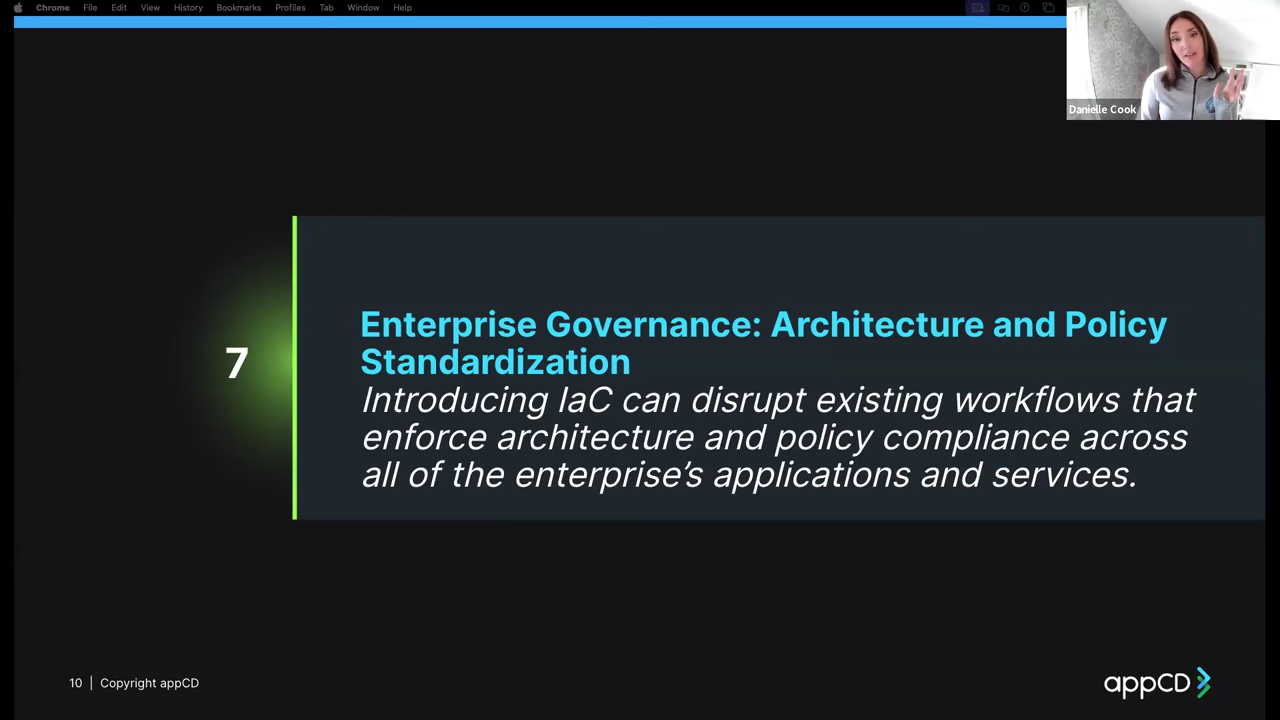 Chrome File Edit View History Bookmarks Profiles Tab Window Help
Danielle Cook
7
Enterprise Governance: Architecture and Policy
Standardization
Introducing IaC can disrupt existing workflows that
enforce architecture and policy compliance across
all of the enterprise’s applications and services.
10 | Copyright appCD
appCD